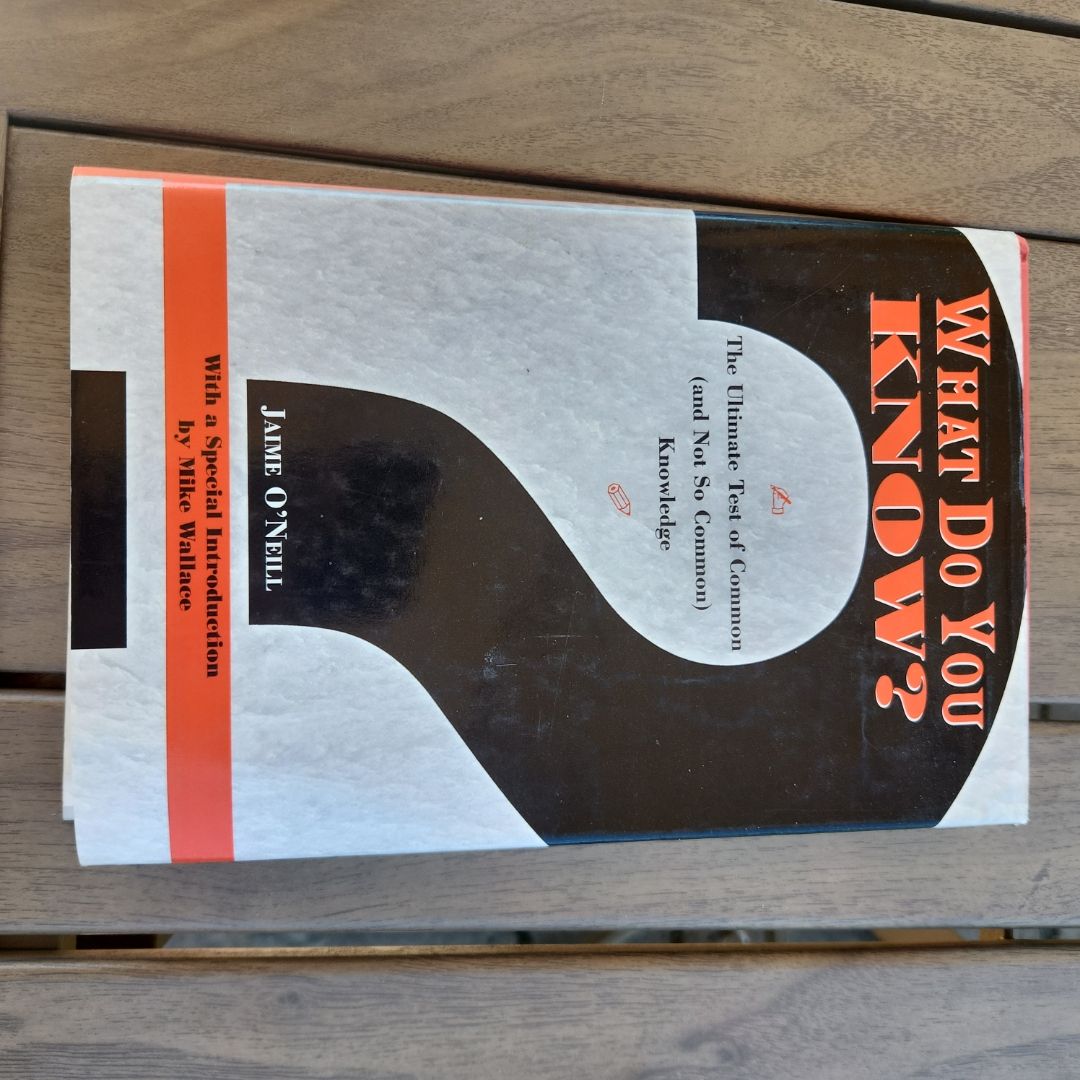 WHAT DO YOU
KNOW?
The Ultimate Test of Common
(and Not So Common)
Knowledge
JAIME O'NEILL
With a Special Introduction
by Mike Wallace